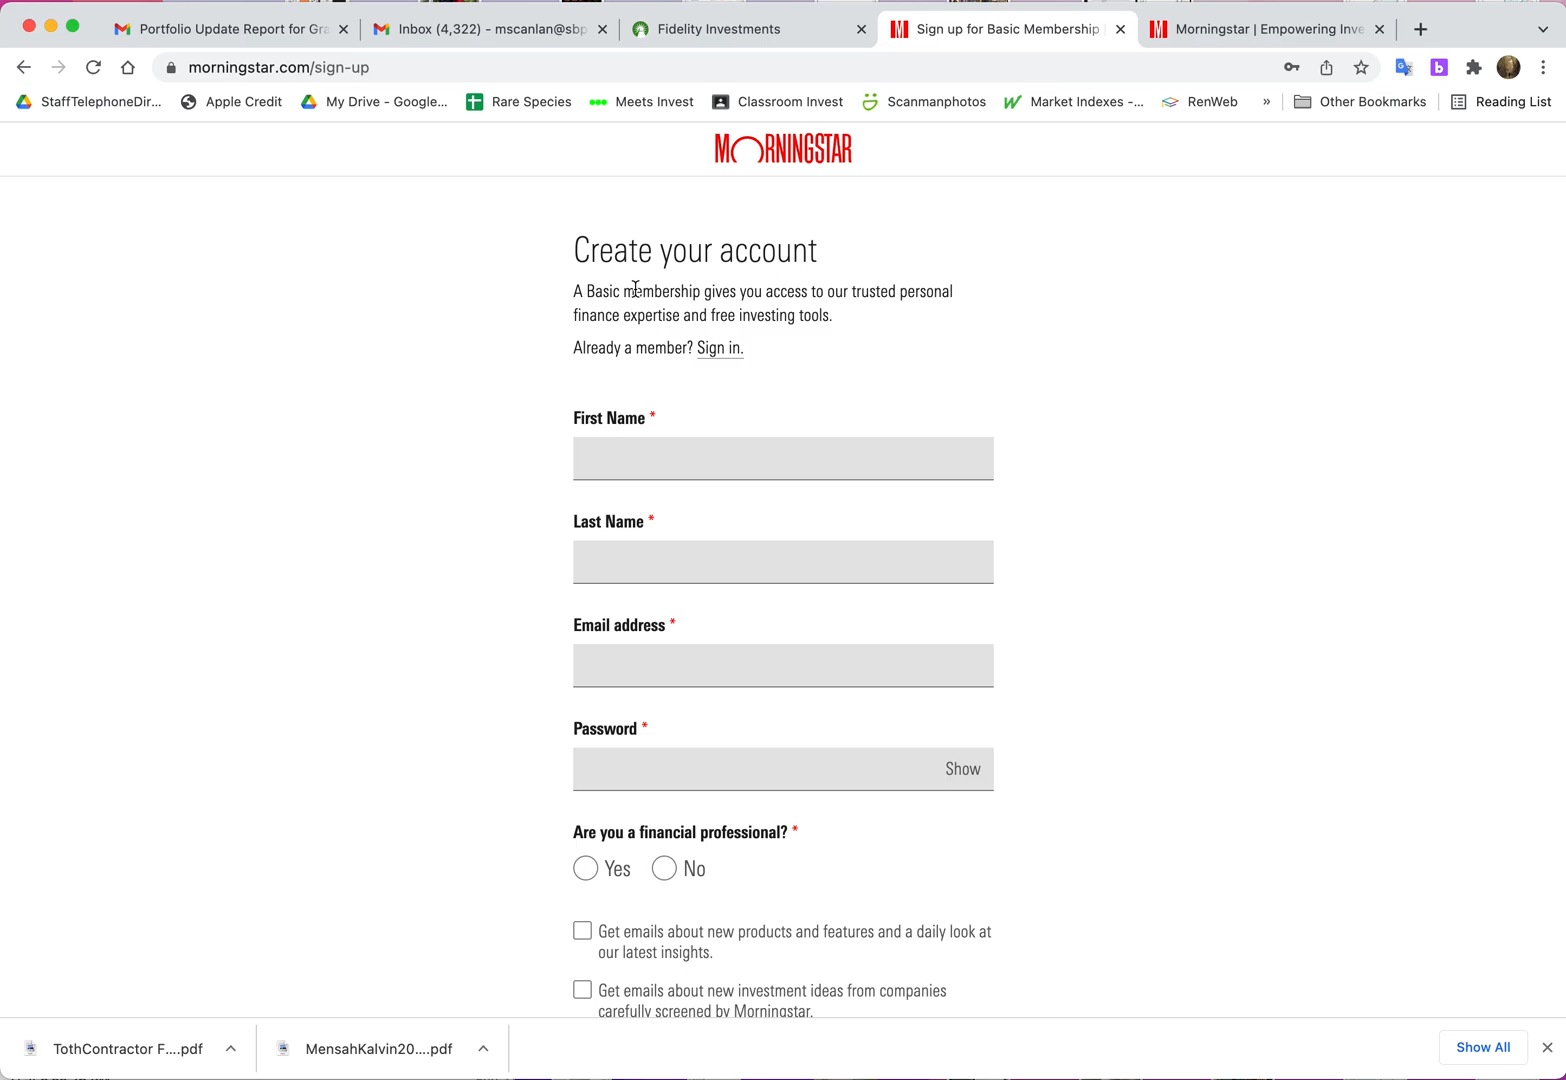 Portfolio Update Report for Gra
Inbox (4,322) - mscanlan@sbp
Fidelity Investments
Sign up for Basic Membership
Morningstar | Empowering Inve
morningstar.com/sign-up
StaffTelephoneDir...
Apple Credit
My Drive - Google...
Rare Species
Meets Invest
Classroom Invest
Scanmanphotos
Market Indexes -...
RenWeb
»
Other Bookmarks
Reading List
MORNINGSTAR
Create your account
A Basic membership gives you access to our trusted personal
finance expertise and free investing tools.
Already a member? Sign in.
First Name *
Last Name *
Email address *
Password *
Show
Are you a financial professional? *
Yes No
Get emails about new products and features and a daily look at
our latest insights.
Get emails about new investment ideas from companies
carefully screened by Morningstar.
TothContractor F....pdf
MensahKalvin20....pdf
Show All